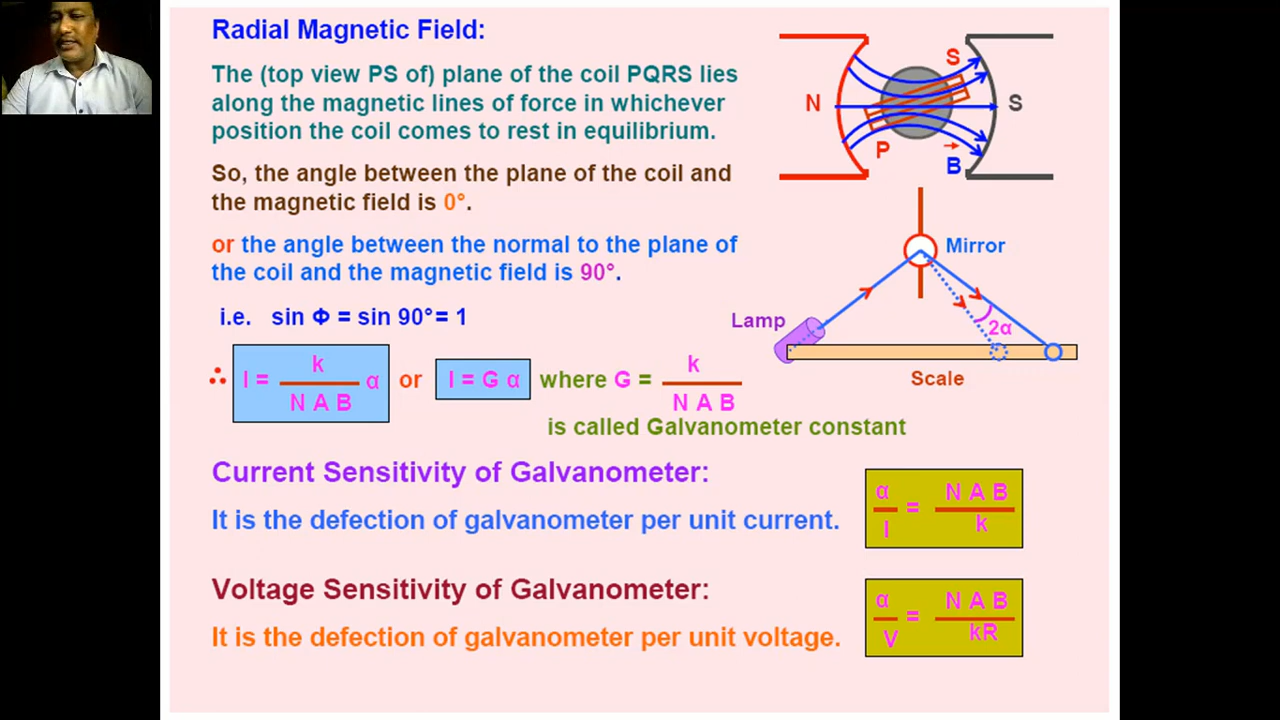 Radial Magnetic Field:
The (top view PS of) plane of the coil PQRS lies
along the magnetic lines of force in whichever
position the coil comes to rest in equilibrium.
So, the angle between the plane of the coil and
the magnetic field is 0°.
or the angle between the normal to the plane of
the coil and the magnetic field is 90°.
i.e. sin Φ = sin 90°= 1
∴ I = k / N A B α or I = G α where G = k / N A B
is called Galvanometer constant
Current Sensitivity of Galvanometer:
It is the defection of galvanometer per unit current.
α / I = N A B / k
Voltage Sensitivity of Galvanometer:
It is the defection of galvanometer per unit voltage.
α / V = N A B / kR
S
N
S
P
B
Mirror
Lamp
2α
Scale